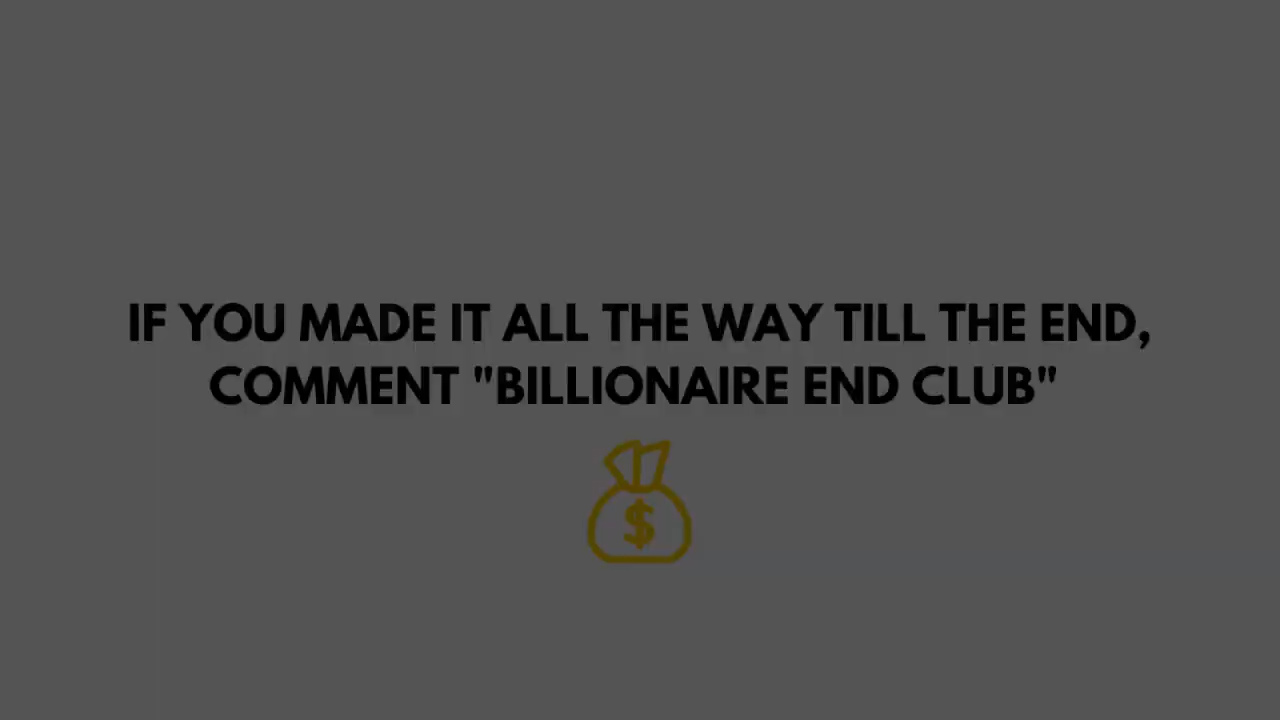 IF YOU MADE IT ALL THE WAY TILL THE END,
COMMENT "BILLIONAIRE END CLUB"
$